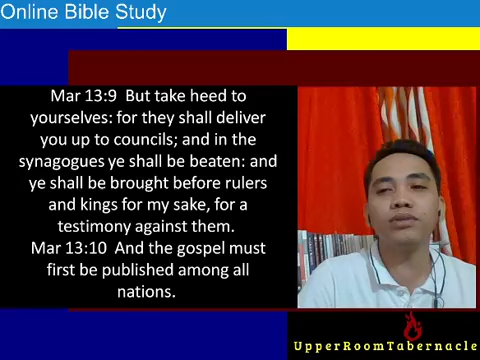 Online Bible Study
Mar 13:9  But take heed to
yourselves: for they shall deliver
you up to councils; and in the
synagogues ye shall be beaten: and
ye shall be brought before rulers
and kings for my sake, for a
testimony against them.
Mar 13:10  And the gospel must
first be published among all
nations.
UpperRoomTabernacle